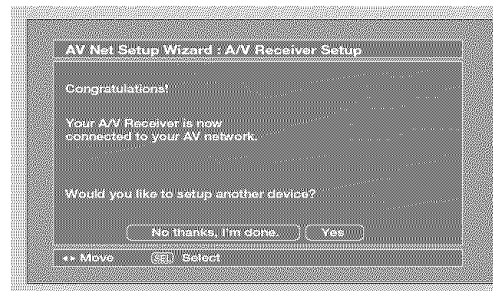 AV Net Setup Wizard : A/V Receiver Setup
Congratulations!
Your A/V Receiver is now
connected to your AV network.
Would you like to setup another device?
No thanks, I'm done. Yes
◂▸ Move SEL Select